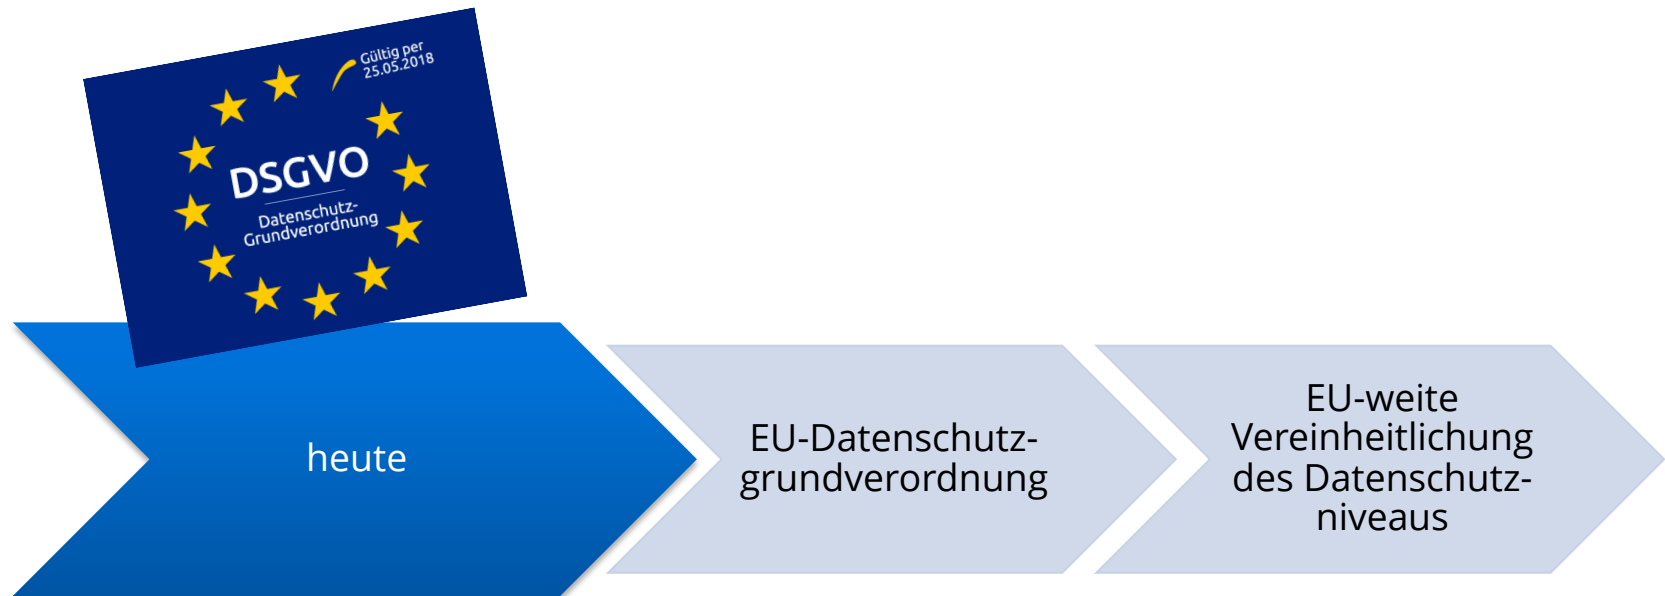 Gültig per
25.05.2018
DSGVO
Datenschutz-
Grundverordnung
heute
EU-Datenschutz-
grundverordnung
EU-weite
Vereinheitlichung
des Datenschutz-
niveaus